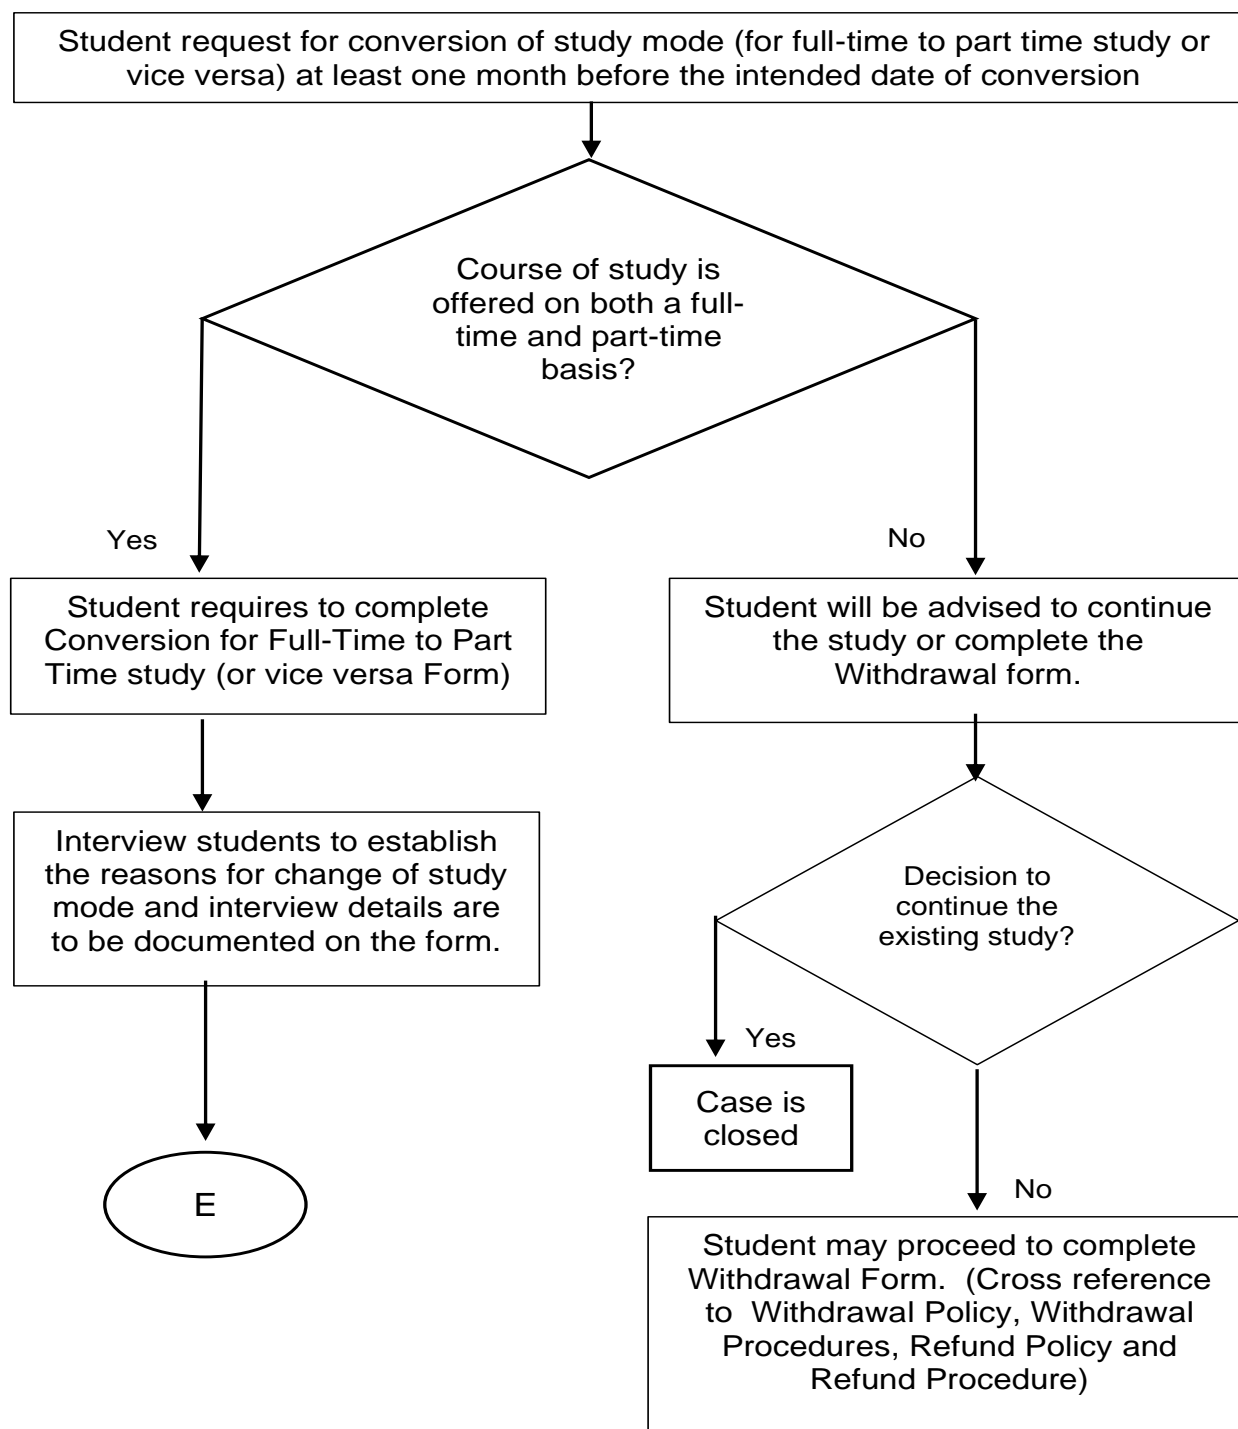 Student request for conversion of study mode (for full-time to part time study or
vice versa) at least one month before the intended date of conversion
Course of study is
offered on both a full-
time and part-time
basis?
Yes
No
Student requires to complete
Conversion for Full-Time to Part
Time study (or vice versa Form)
Student will be advised to continue
the study or complete the
Withdrawal form.
Interview students to establish
the reasons for change of study
mode and interview details are
to be documented on the form.
Decision to
continue the
existing study?
Yes
Case is
closed
E
No
Student may proceed to complete
Withdrawal Form.  (Cross reference
to  Withdrawal Policy, Withdrawal
Procedures, Refund Policy and
Refund Procedure)